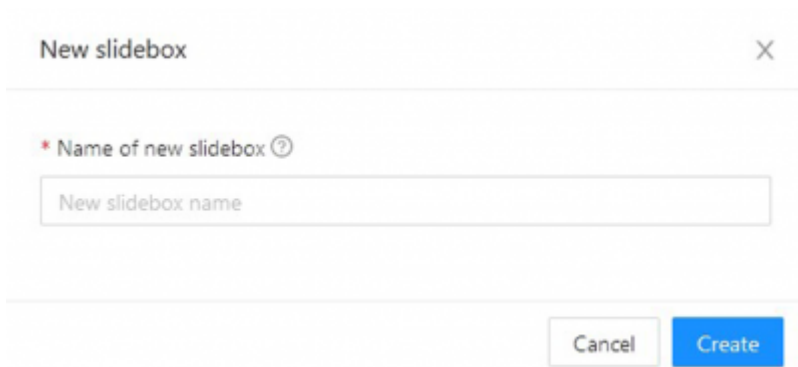 New slidebox
* Name of new slidebox
New slidebox name
Cancel
Create